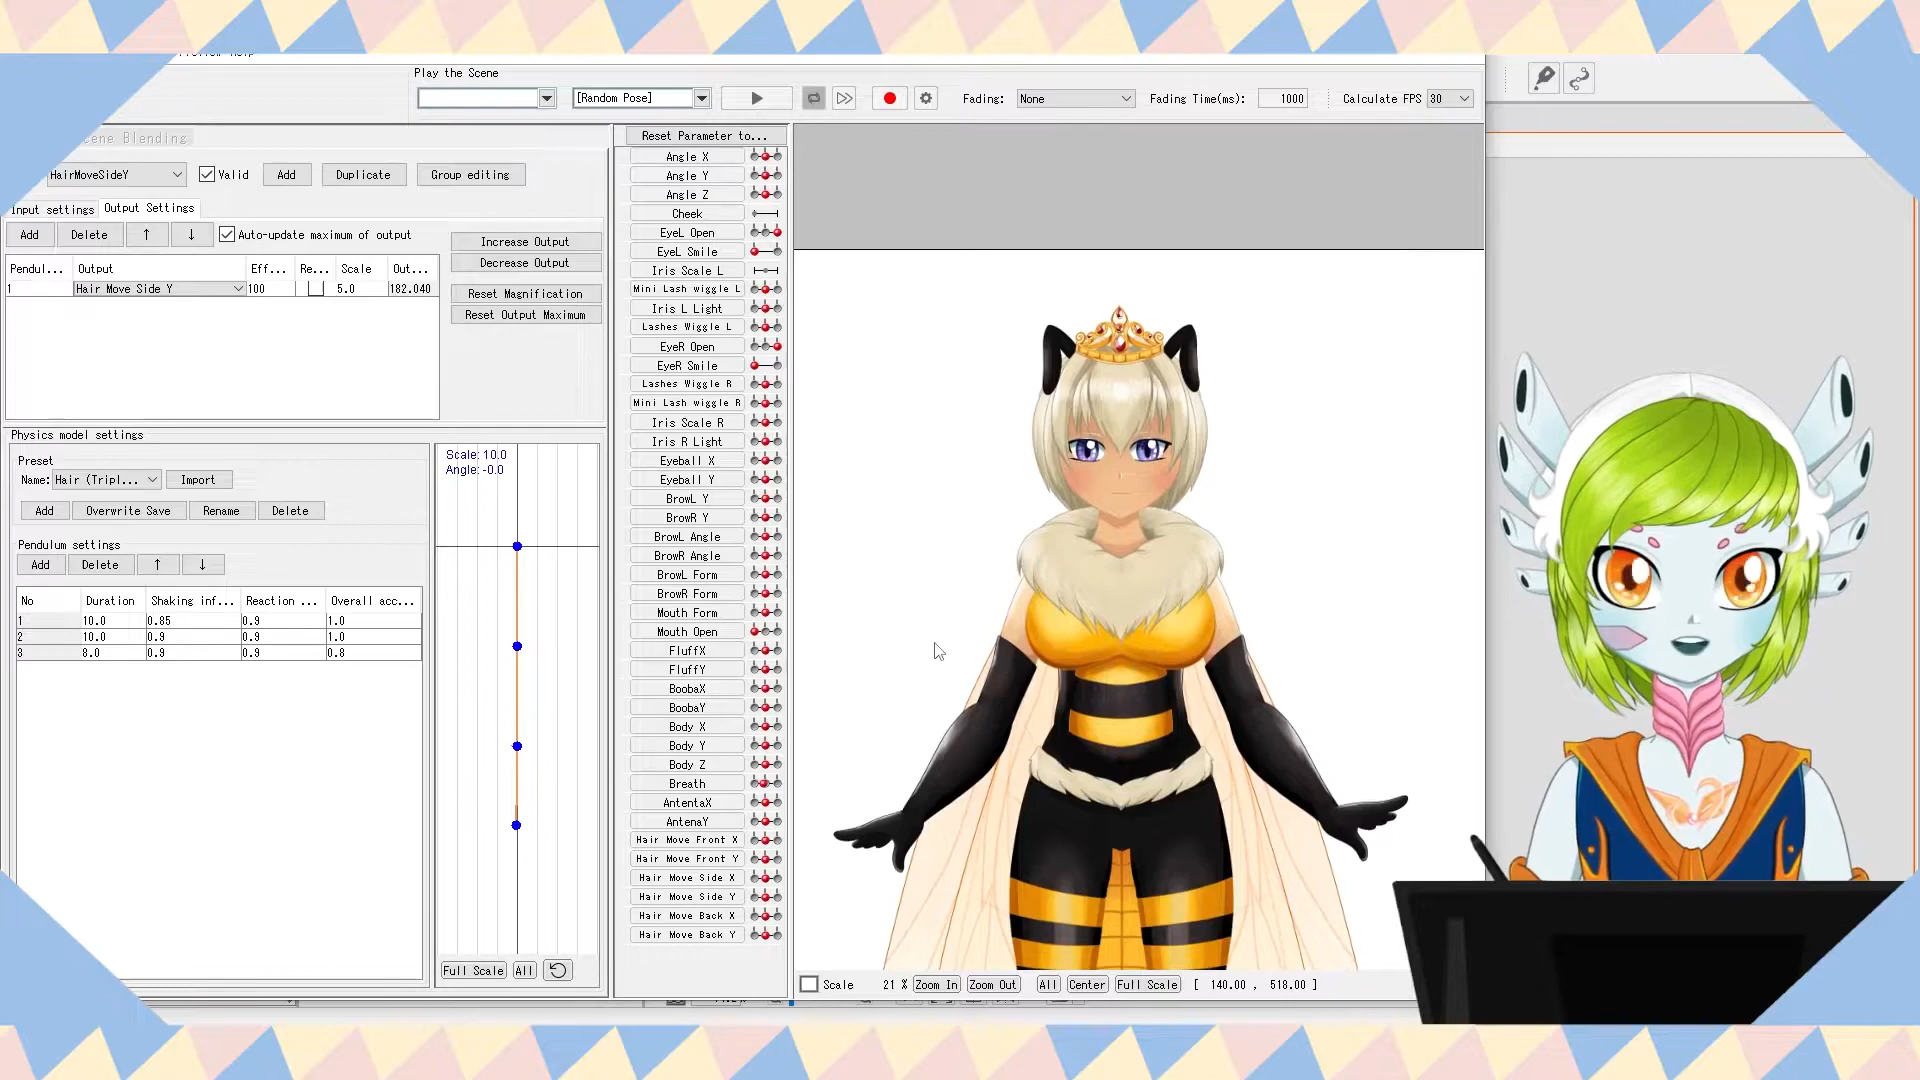 Play the Scene
[Random Pose]
Fading: None Fading Time(ms): 1000 Calculate FPS 30
cene Blending
HairMoveSideY Valid Add Duplicate Group editing
Input settings Output Settings
Add Delete ↑ ↓ Auto-update maximum of output
Increase Output
Decrease Output
Reset Magnification
Reset Output Maximum
Pendul... Output Eff... Re... Scale Out...
1 Hair Move Side Y 100 5.0 182.040
Physics model settings
Preset
Name: Hair (Tripl... Import
Add Overwrite Save Rename Delete
Pendulum settings
Add Delete ↑ ↓
No Duration Shaking inf... Reaction ... Overall acc...
1 10.0 0.85 0.9 1.0
2 10.0 0.9 0.9 1.0
3 8.0 0.9 0.9 0.8
Scale: 10.0
Angle: -0.0
Full Scale All
Reset Parameter to...
Angle X
Angle Y
Angle Z
Cheek
EyeL Open
EyeL Smile
Iris Scale L
Mini Lash wiggle L
Iris L Light
Lashes Wiggle L
EyeR Open
EyeR Smile
Lashes Wiggle R
Mini Lash wiggle R
Iris Scale R
Iris R Light
Eyeball X
Eyeball Y
BrowL Y
BrowR Y
BrowL Angle
BrowR Angle
BrowL Form
BrowR Form
Mouth Form
Mouth Open
FluffX
FluffY
BoobaX
BoobaY
Body X
Body Y
Body Z
Breath
AntentaX
AntenaY
Hair Move Front X
Hair Move Front Y
Hair Move Side X
Hair Move Side Y
Hair Move Back X
Hair Move Back Y
Scale 21 % Zoom In Zoom Out All Center Full Scale [ 140.00 , 518.00 ]